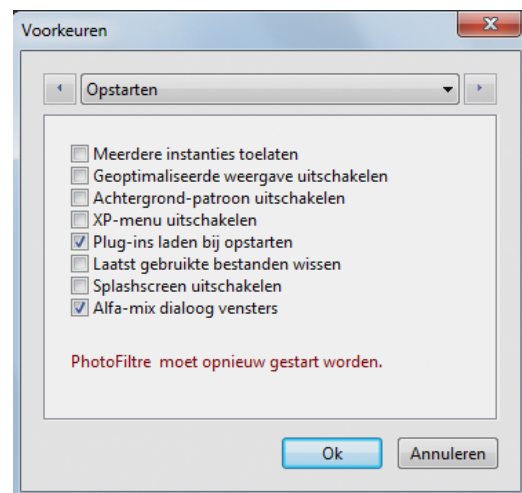 Voorkeuren
Opstarten
Meerdere instanties toelaten
Geoptimaliseerde weergave uitschakelen
Achtergrond-patroon uitschakelen
XP-menu uitschakelen
Plug-ins laden bij opstarten
Laatst gebruikte bestanden wissen
Splashscreen uitschakelen
Alfa-mix dialoog vensters
PhotoFiltre moet opnieuw gestart worden.
Ok Annuleren